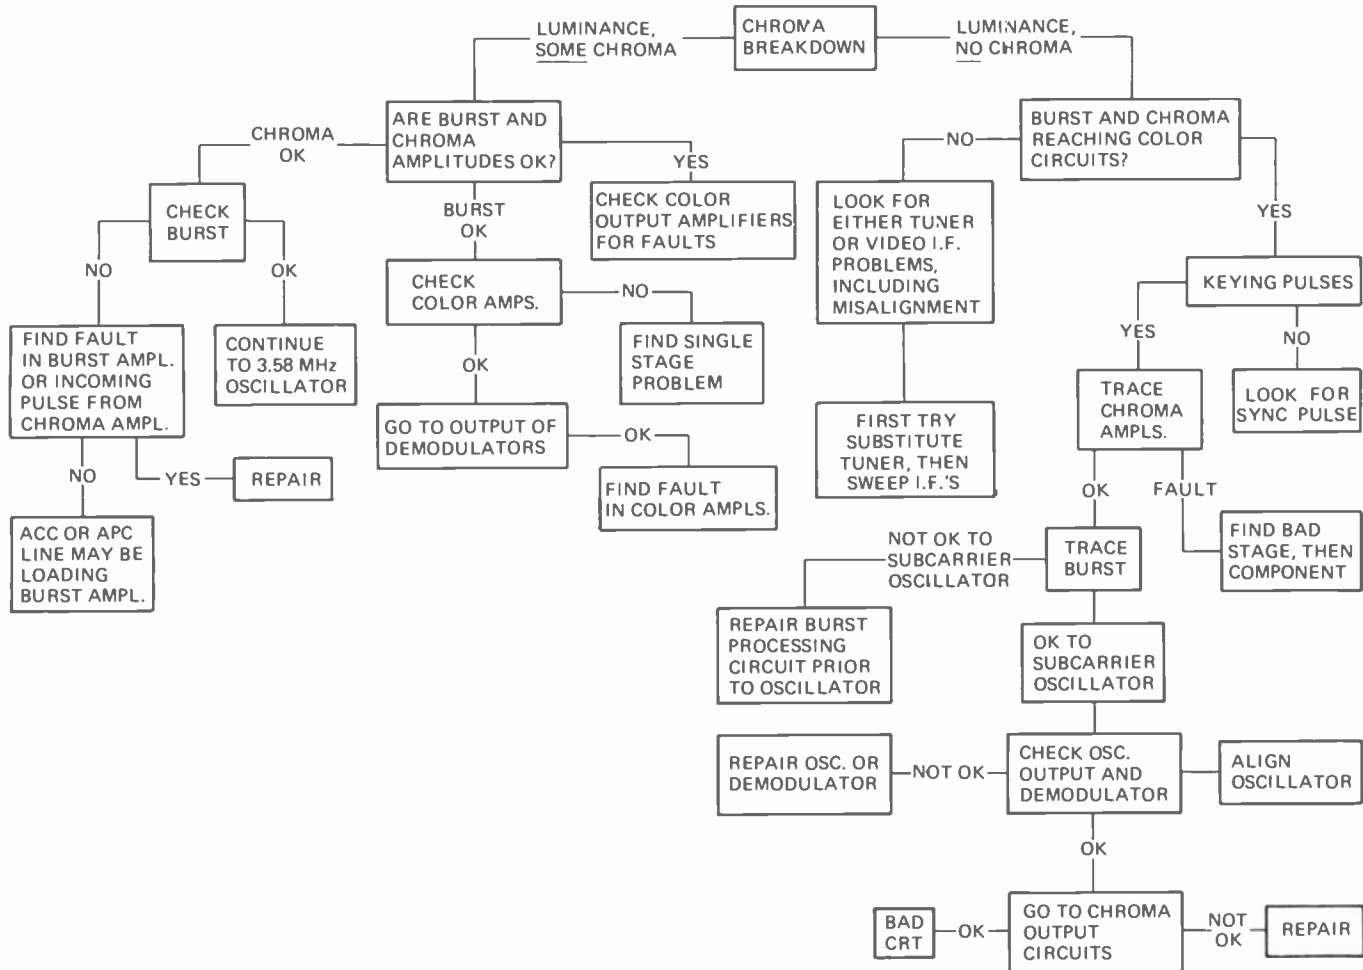 LUMINANCE,
SOME CHROMA
CHROMA
BREAKDOWN
LUMINANCE,
NO CHROMA
ARE BURST AND
CHROMA
AMPLITUDES OK?
CHROMA
OK
YES
BURST
OK
CHECK
BURST
NO
OK
CHECK COLOR
OUTPUT AMPLIFIERS
FOR FAULTS
CHECK
COLOR AMPS.
NO
OK
FIND FAULT
IN BURST AMPL.
OR INCOMING
PULSE FROM
CHROMA AMPL.
CONTINUE
TO 3.58 MHz
OSCILLATOR
FIND SINGLE
STAGE
PROBLEM
GO TO OUTPUT OF
DEMODULATORS
OK
NO
YES
REPAIR
FIND FAULT
IN COLOR AMPLS.
ACC OR APC
LINE MAY BE
LOADING
BURST AMPL.
BURST AND CHROMA
REACHING COLOR
CIRCUITS?
NO
YES
LOOK FOR
EITHER TUNER
OR VIDEO I.F.
PROBLEMS,
INCLUDING
MISALIGNMENT
FIRST TRY
SUBSTITUTE
TUNER, THEN
SWEEP I.F.'S
KEYING PULSES
YES
NO
TRACE
CHROMA
AMPLS.
LOOK FOR
SYNC PULSE
OK
FAULT
NOT OK TO
SUBCARRIER
OSCILLATOR
TRACE
BURST
FIND BAD
STAGE, THEN
COMPONENT
REPAIR BURST
PROCESSING
CIRCUIT PRIOR
TO OSCILLATOR
OK TO
SUBCARRIER
OSCILLATOR
REPAIR OSC. OR
DEMODULATOR
NOT OK
CHECK OSC.
OUTPUT AND
DEMODULATOR
ALIGN
OSCILLATOR
OK
BAD
CRT
OK
GO TO CHROMA
OUTPUT
CIRCUITS
NOT
OK
REPAIR